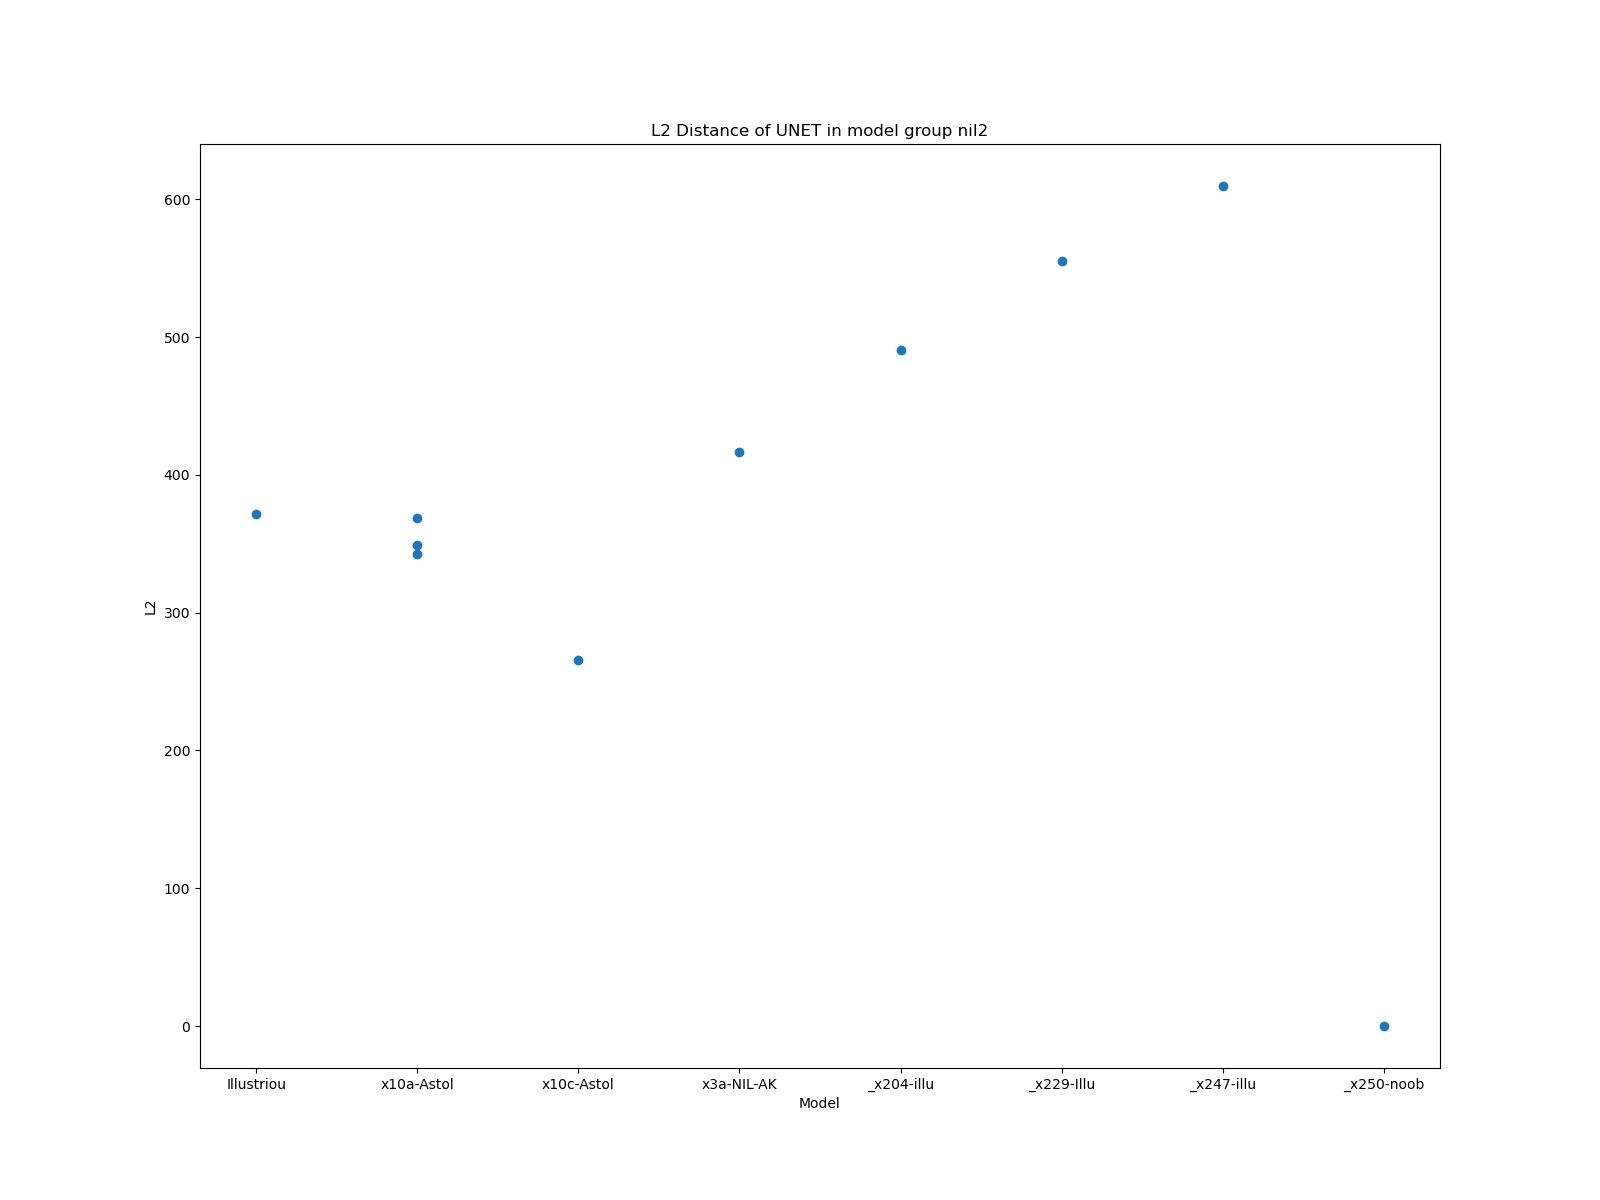 L2 Distance of UNET in model group nil2
600
500
400
300
200
100
0
L2
Illustriou x10a-Astol x10c-Astol x3a-NIL-AK _x204-illu _x229-Illu _x247-illu _x250-noob
Model